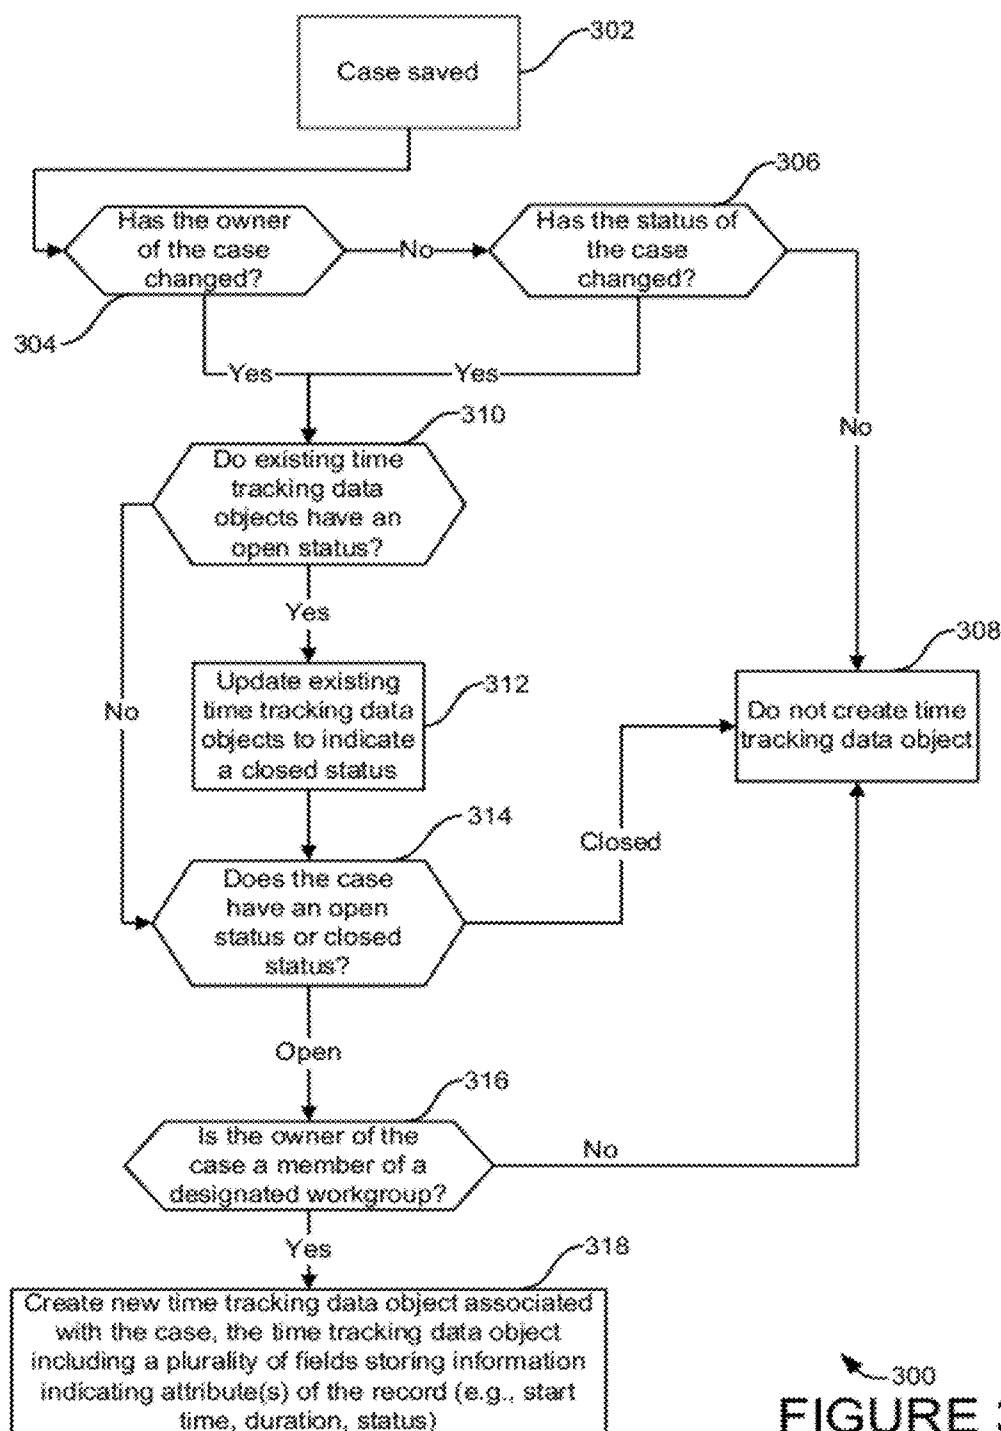 302
Case saved
306
Has the owner
of the case
changed?
No
Has the status of
the case
changed?
304
Yes
Yes
No
310
Do existing time
tracking data
objects have an
open status?
Yes
308
312
Update existing
time tracking data
objects to indicate
a closed status
No
Do not create time
tracking data object
314
Closed
Does the case
have an open
status or closed
status?
Open
316
Is the owner of the
case a member of a
designated workgroup?
No
Yes
318
Create new time tracking data object associated
with the case, the time tracking data object
including a plurality of fields storing information
indicating attribute(s) of the record (e.g., start
time, duration, status)
300
FIGURE